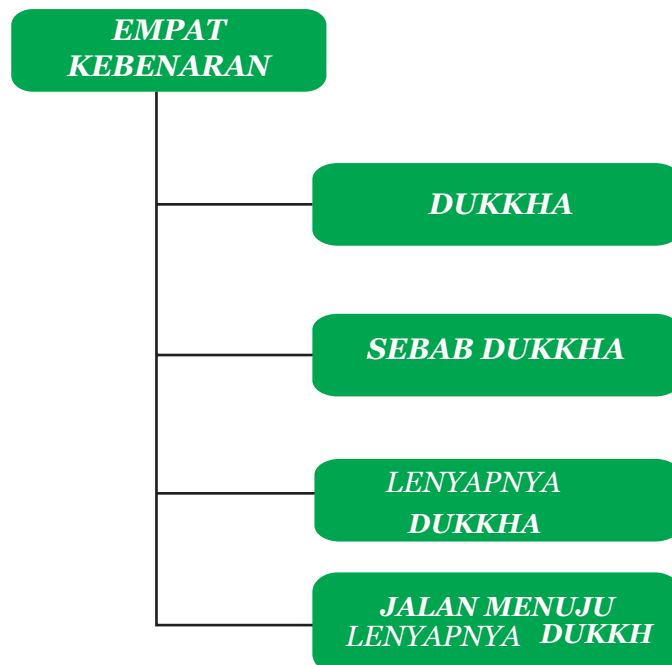 EMPAT
KEBENARAN
DUKKHA
SEBAB DUKKHA
LENYAPNYA
DUKKHA
JALAN MENUJU
LENYAPNYA DUKKH